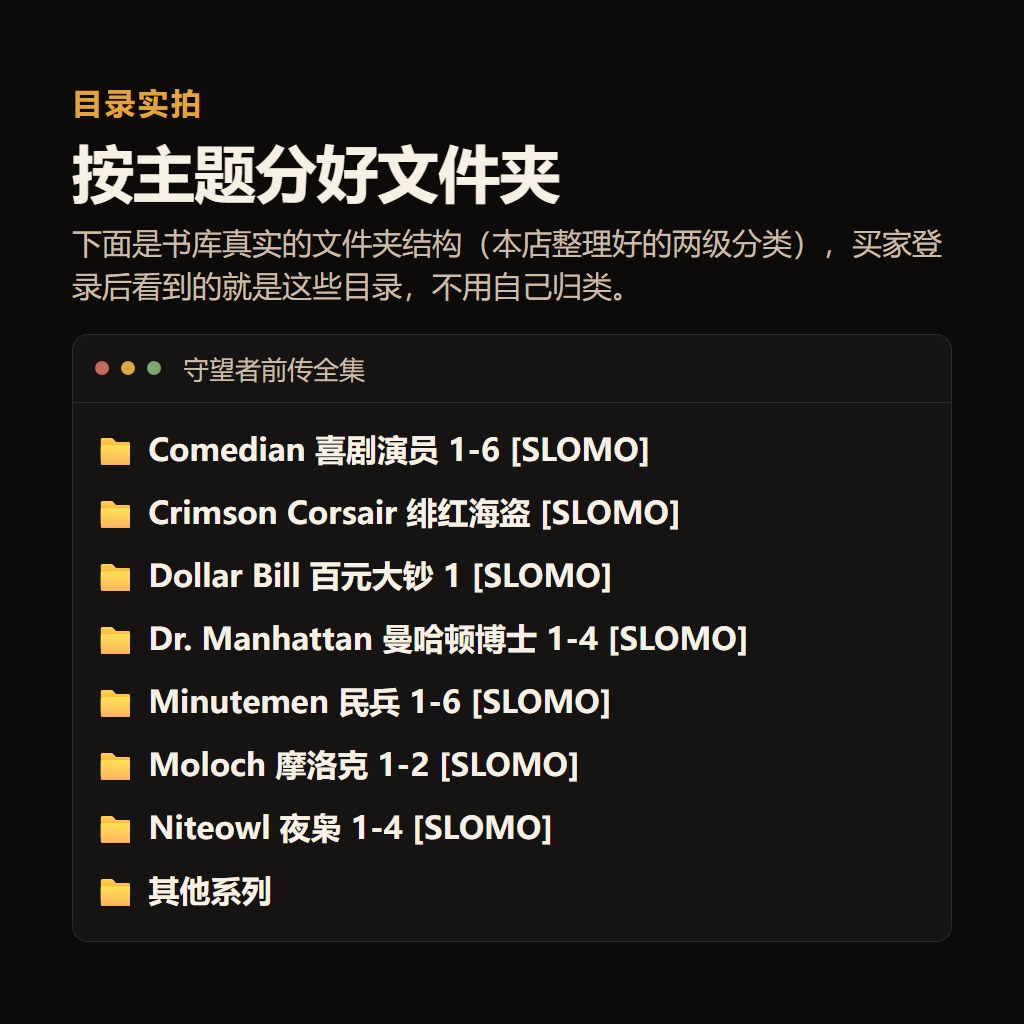 目录实拍
按主题分好文件夹
下面是书库真实的文件夹结构（本店整理好的两级分类），买家登
录后看到的就是这些目录，不用自己归类。
守望者前传全集
Comedian 喜剧演员 1-6 [SLOMO]
Crimson Corsair 绯红海盗 [SLOMO]
Dollar Bill 百元大钞 1 [SLOMO]
Dr. Manhattan 曼哈顿博士 1-4 [SLOMO]
Minutemen 民兵 1-6 [SLOMO]
Moloch 摩洛克 1-2 [SLOMO]
Niteowl 夜枭 1-4 [SLOMO]
其他系列